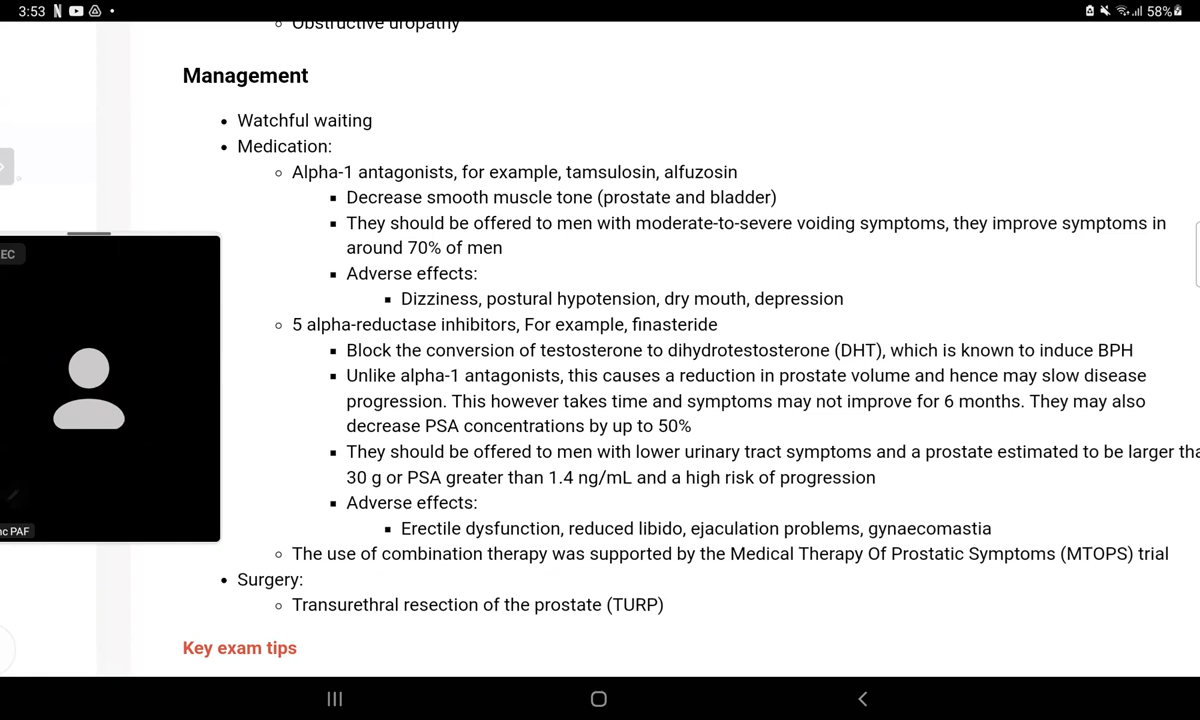 3:53 58%
Obstructive uropathy
Management
Watchful waiting
Medication:
Alpha-1 antagonists, for example, tamsulosin, alfuzosin
Decrease smooth muscle tone (prostate and bladder)
They should be offered to men with moderate-to-severe voiding symptoms, they improve symptoms in
around 70% of men
Adverse effects:
Dizziness, postural hypotension, dry mouth, depression
5 alpha-reductase inhibitors, For example, finasteride
Block the conversion of testosterone to dihydrotestosterone (DHT), which is known to induce BPH
Unlike alpha-1 antagonists, this causes a reduction in prostate volume and hence may slow disease
progression. This however takes time and symptoms may not improve for 6 months. They may also
decrease PSA concentrations by up to 50%
They should be offered to men with lower urinary tract symptoms and a prostate estimated to be larger tha
30 g or PSA greater than 1.4 ng/mL and a high risk of progression
Adverse effects:
Erectile dysfunction, reduced libido, ejaculation problems, gynaecomastia
The use of combination therapy was supported by the Medical Therapy Of Prostatic Symptoms (MTOPS) trial
Surgery:
Transurethral resection of the prostate (TURP)
Key exam tips
EC
nc PAF